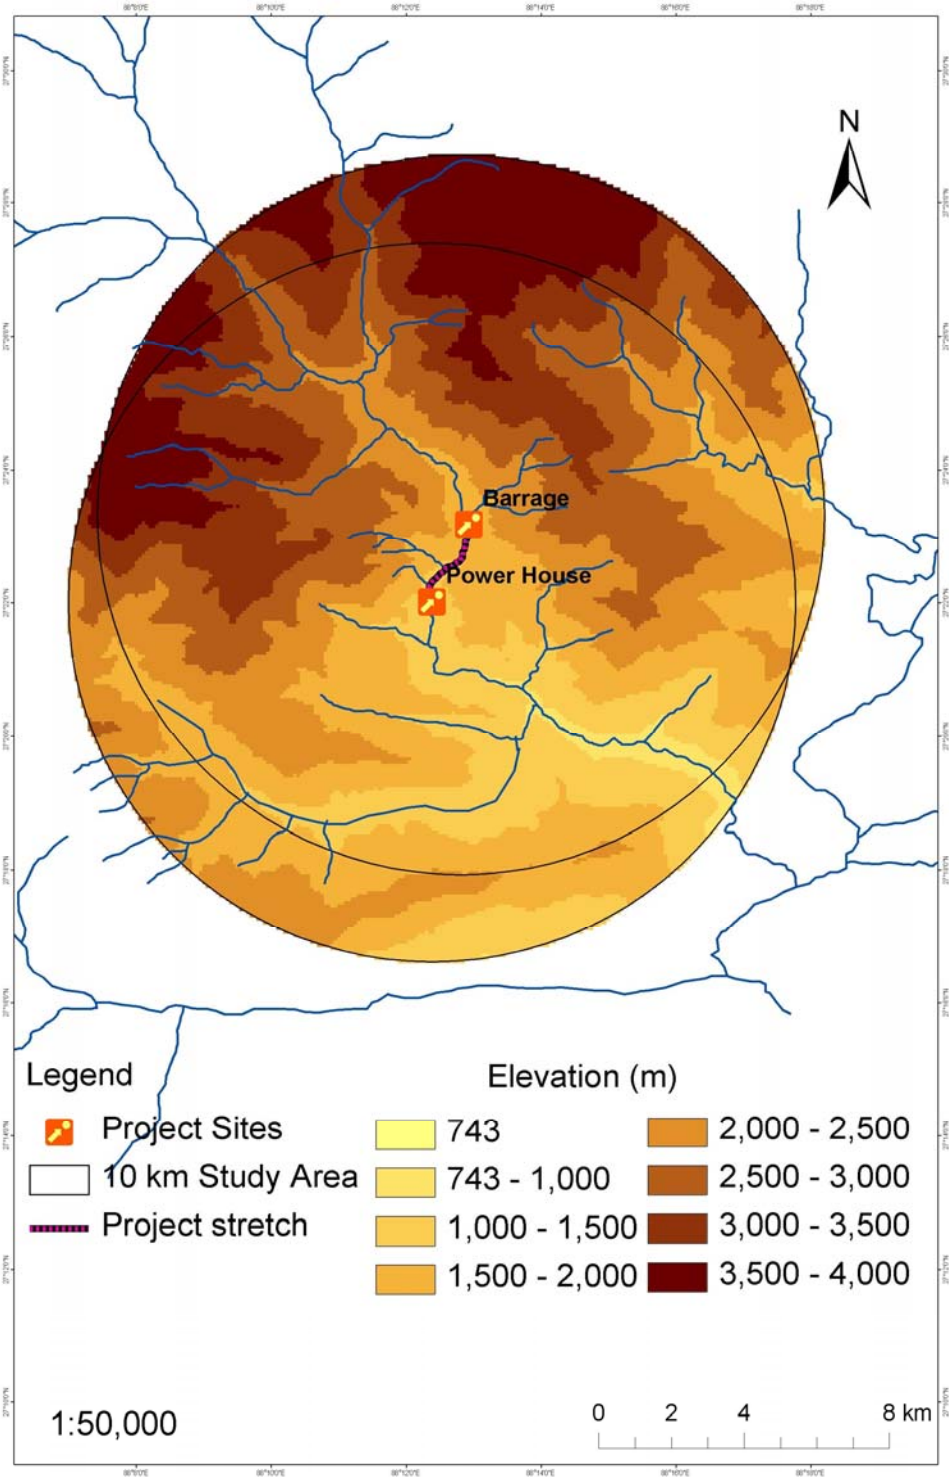 N
Barrage
Power House
Legend
Project Sites
10 km Study Area
Project stretch
Elevation (m)
743
743 - 1,000
1,000 - 1,500
1,500 - 2,000
2,000 - 2,500
2,500 - 3,000
3,000 - 3,500
3,500 - 4,000
1:50,000
0 2 4 8 km